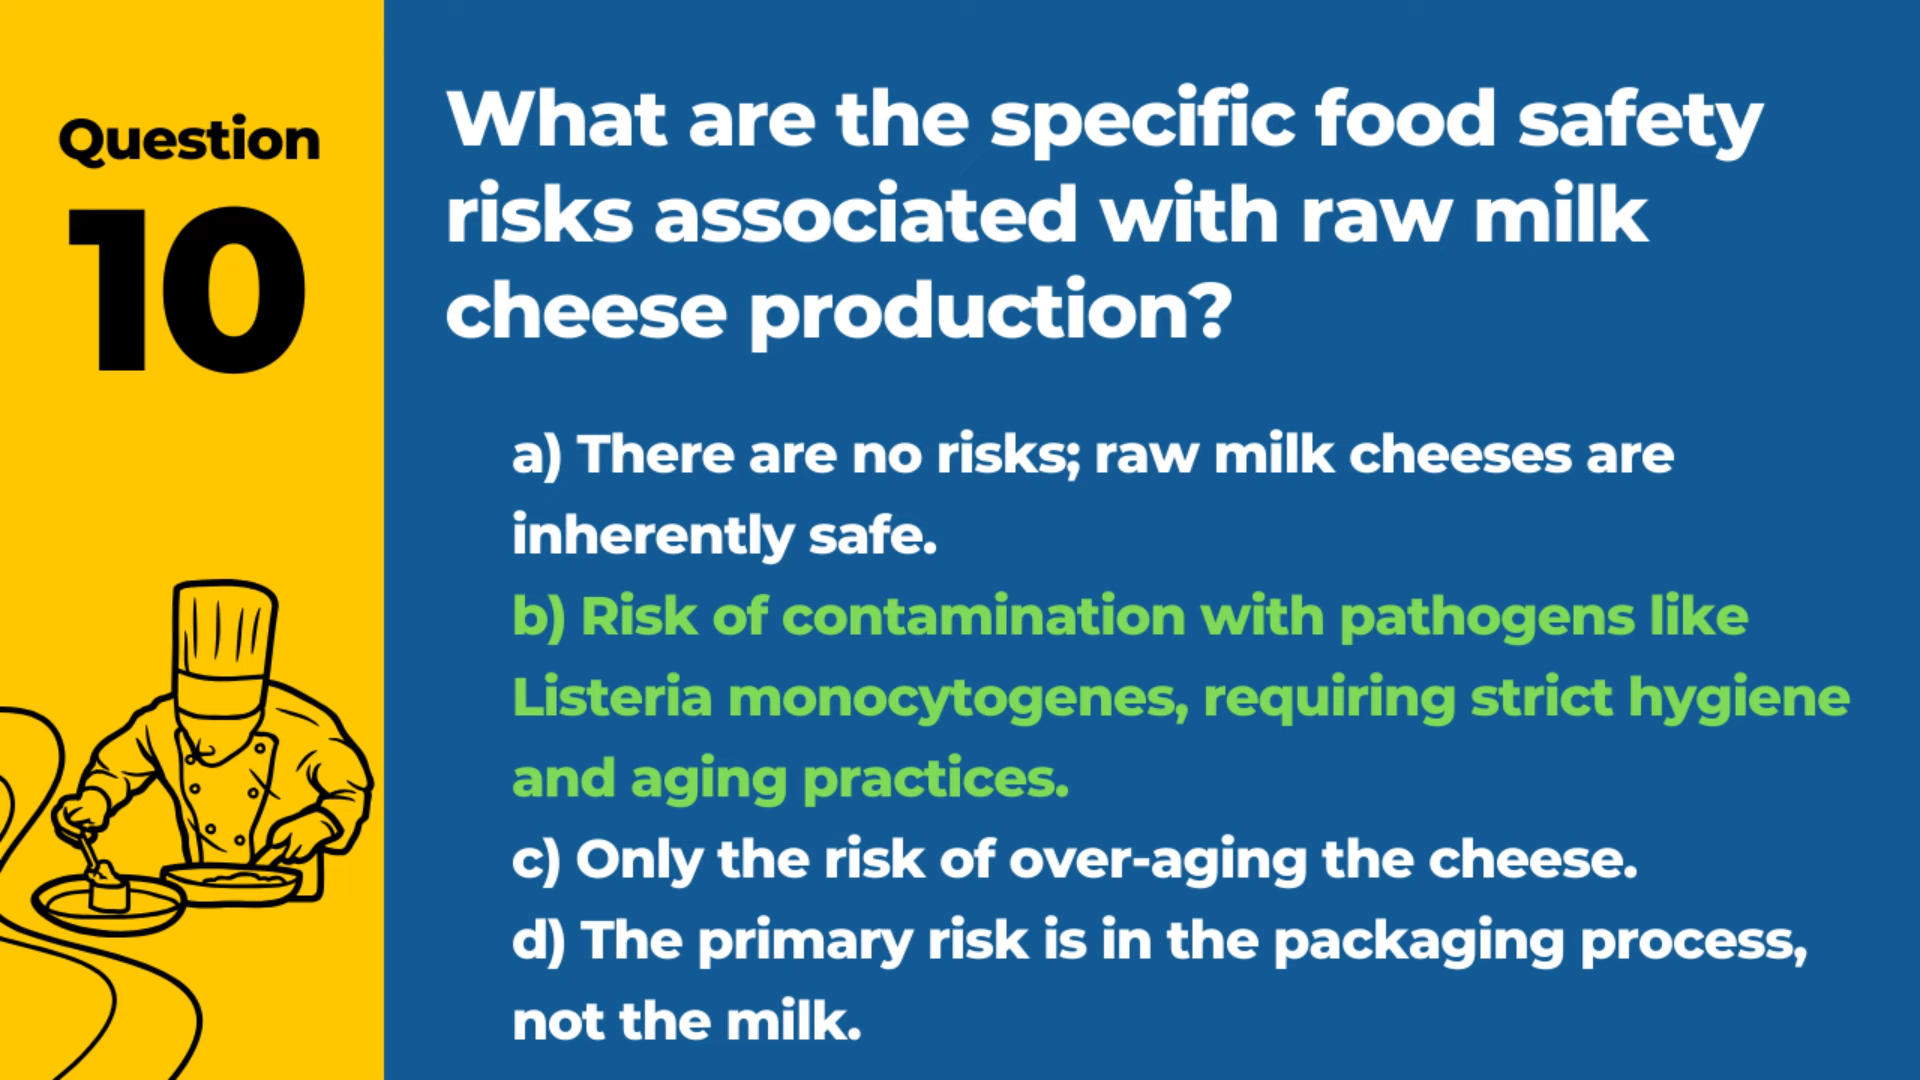 Question
10
What are the specific food safety
risks associated with raw milk
cheese production?
a) There are no risks; raw milk cheeses are
inherently safe.
b) Risk of contamination with pathogens like
Listeria monocytogenes, requiring strict hygiene
and aging practices.
c) Only the risk of over-aging the cheese.
d) The primary risk is in the packaging process,
not the milk.